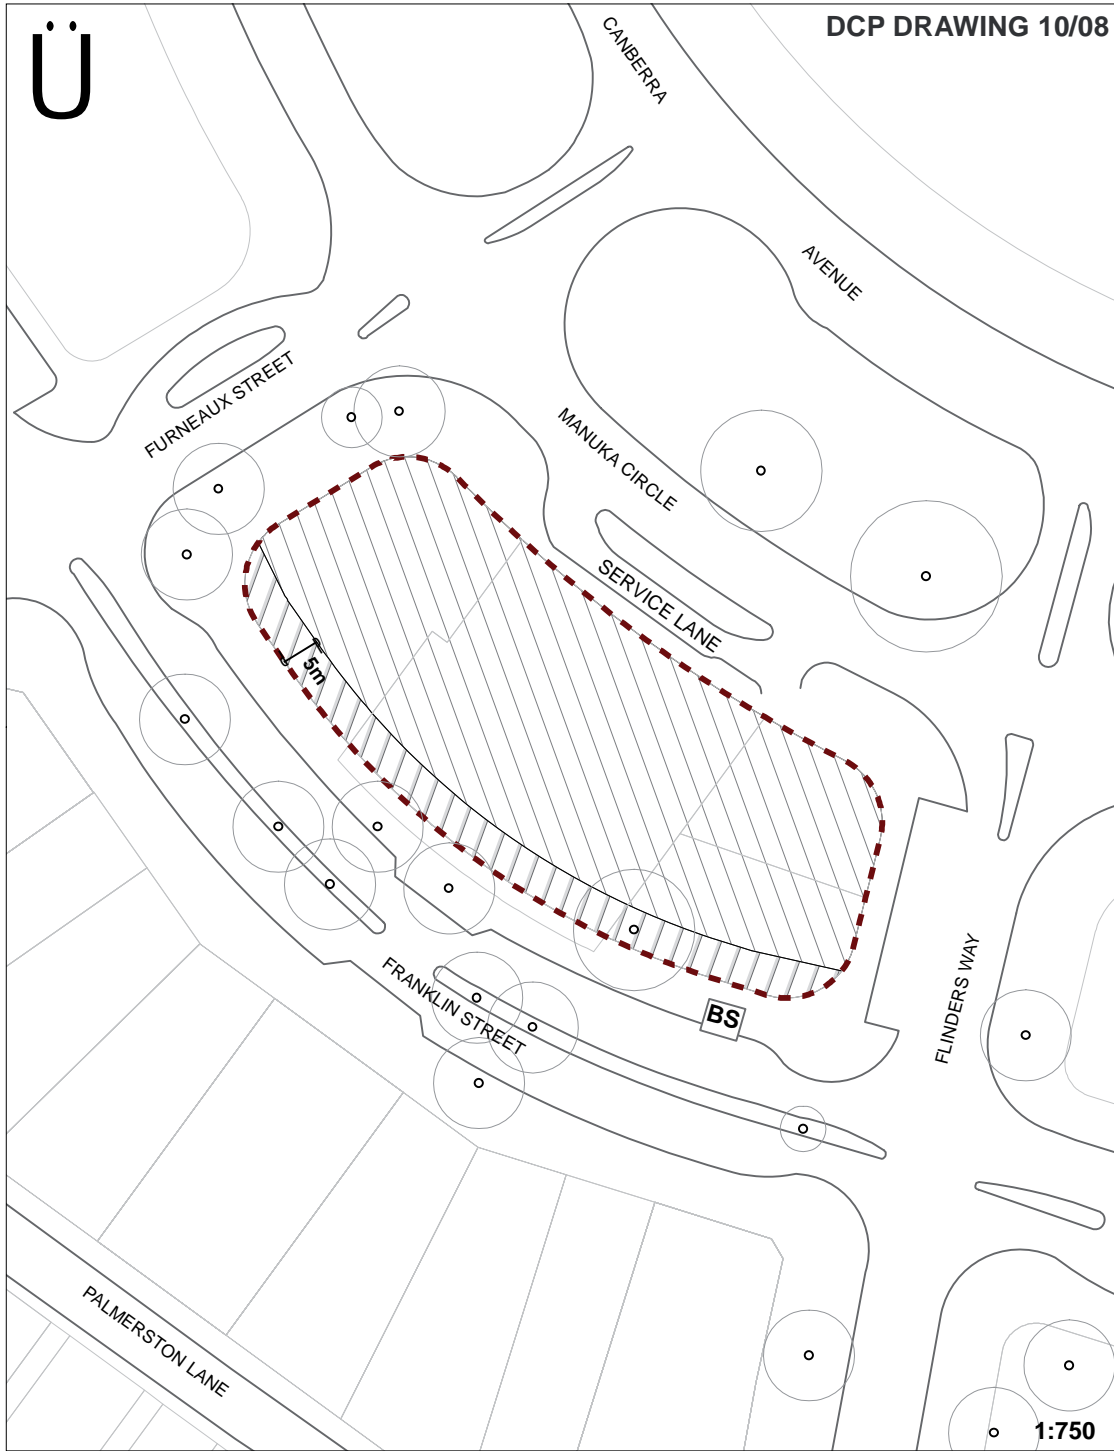 DCP DRAWING 10/08
Ü
CANBERRA
AVENUE
FURNEAUX STREET
MANUKA CIRCLE
SERVICE LANE
5m
FRANKLIN STREET
BS
FLINDERS WAY
PALMERSTON LANE
1:750